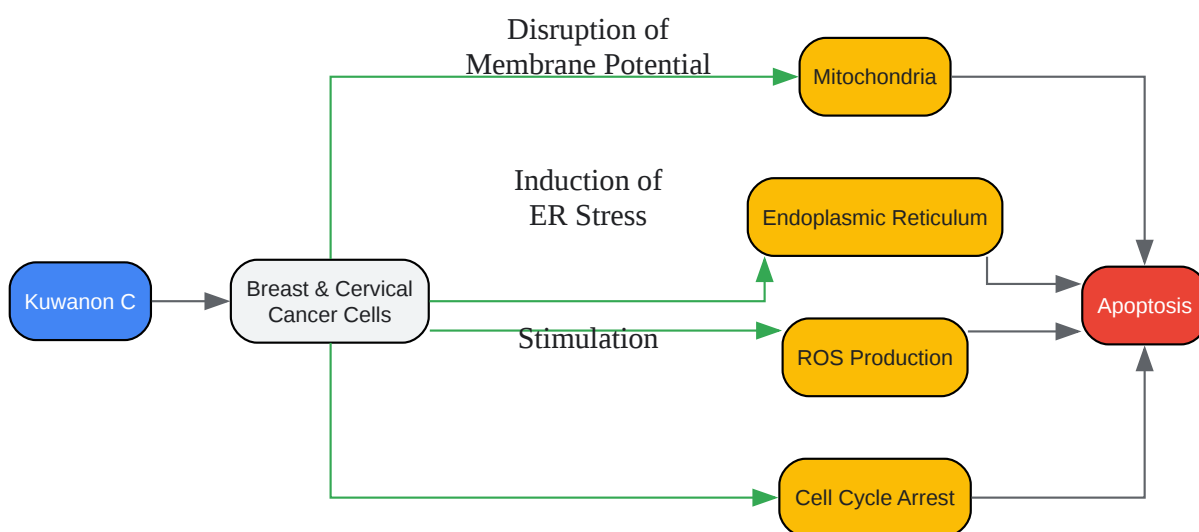 Disruption of
Membrane Potential
Mitochondria
Induction of
ER Stress
Endoplasmic Reticulum
Kuwanon C
Breast & Cervical
Cancer Cells
Apoptosis
Stimulation
ROS Production
Cell Cycle Arrest